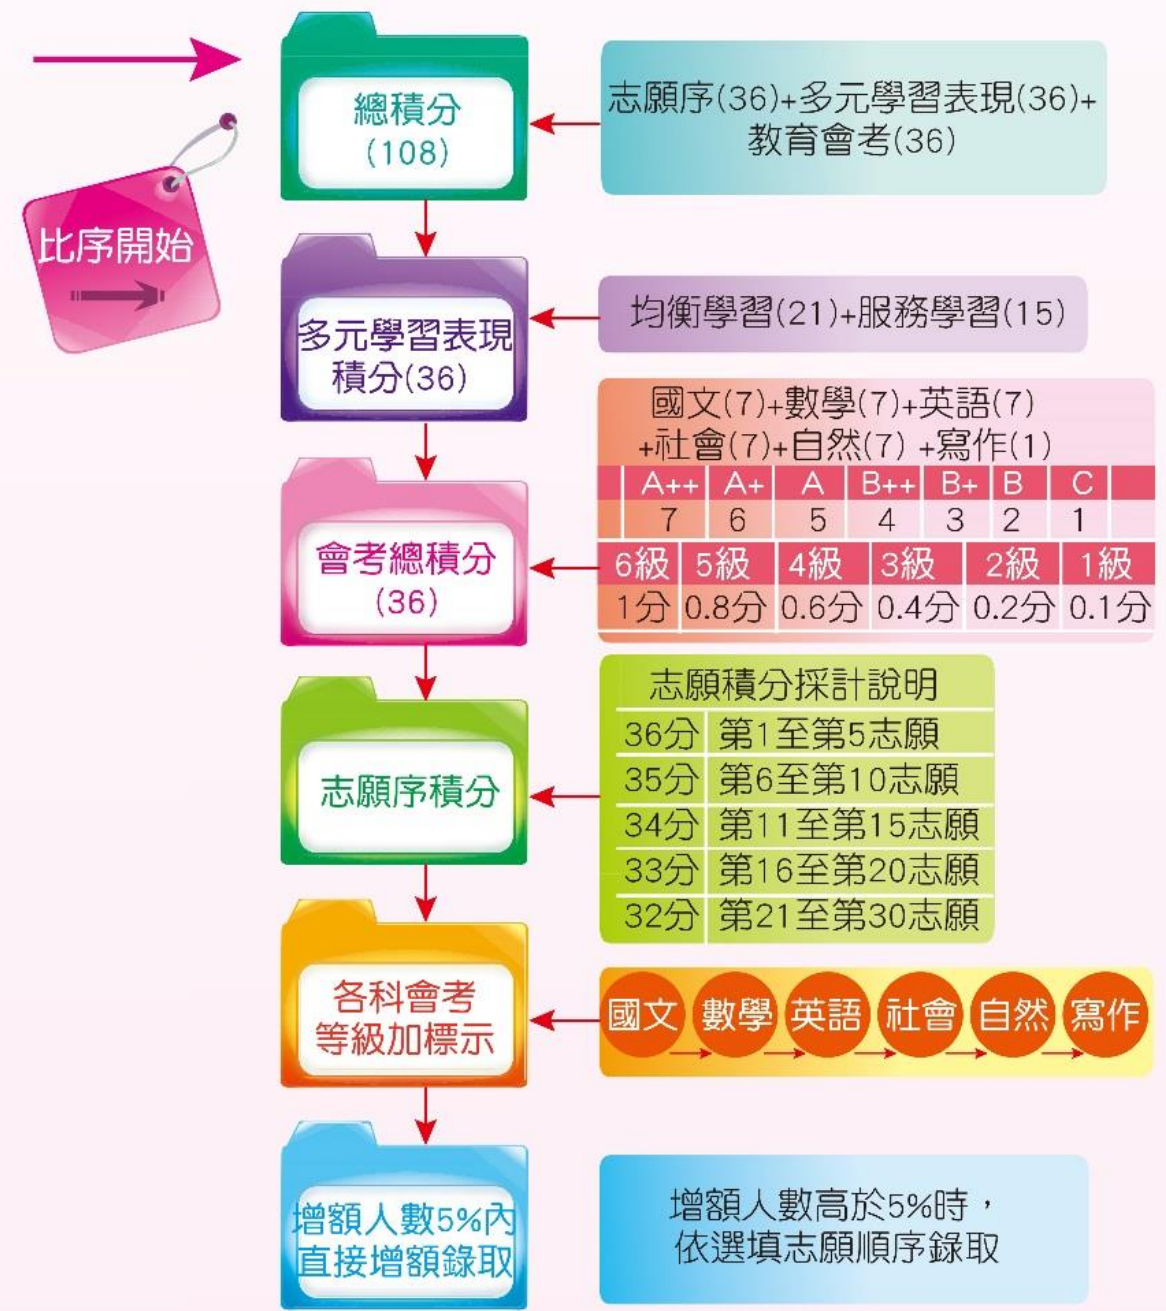 比序開始
總積分
(108)
志願序(36)+多元學習表現(36)+
教育會考(36)
多元學習表現
積分(36)
均衡學習(21)+服務學習(15)
會考總積分
(36)
國文(7)+數學(7)+英語(7)
+社會(7)+自然(7) +寫作(1)
A++ A+ A B++ B+ B C
7 6 5 4 3 2 1
6級 5級 4級 3級 2級 1級
1分 0.8分 0.6分 0.4分 0.2分 0.1分
志願序積分
志願積分採計說明
36分 第1至第5志願
35分 第6至第10志願
34分 第11至第15志願
33分 第16至第20志願
32分 第21至第30志願
各科會考
等級加標示
國文 數學 英語 社會 自然 寫作
增額人數5%內
直接增額錄取
增額人數高於5%時，
依選填志願順序錄取